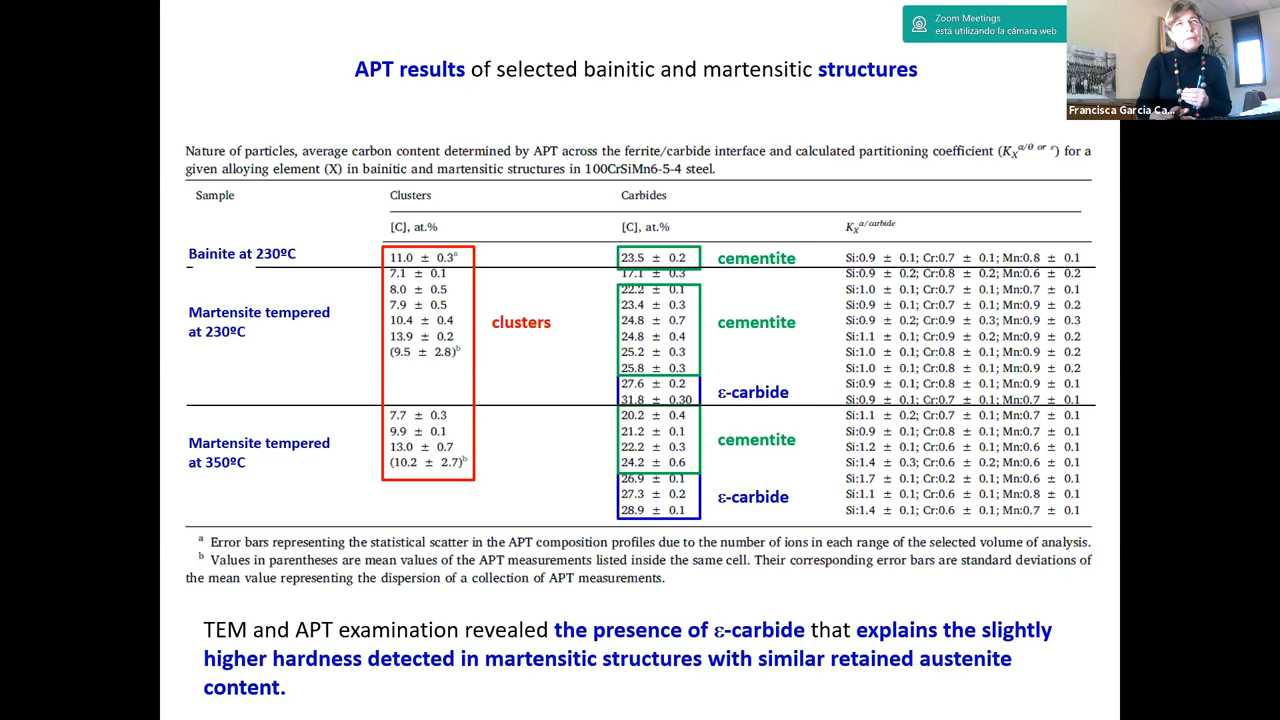 Zoom Meetings
está utilizando la cámara web
Francisca Garcia Ca...
APT results of selected bainitic and martensitic structures
Nature of particles, average carbon content determined by APT across the ferrite/carbide interface and calculated partitioning coefficient (KX α/θ or ε) for a
given alloying element (X) in bainitic and martensitic structures in 100CrSiMn6-5-4 steel.
Sample Clusters Carbides
[C], at.% [C], at.% KX α/carbide
Bainite at 230ºC 11.0 ± 0.3a 23.5 ± 0.2 cementite Si:0.9 ± 0.1; Cr:0.7 ± 0.1; Mn:0.8 ± 0.1
7.1 ± 0.1 17.1 ± 0.3 Si:0.9 ± 0.2; Cr:0.8 ± 0.2; Mn:0.6 ± 0.2
8.0 ± 0.5 22.2 ± 0.1 Si:1.0 ± 0.1; Cr:0.7 ± 0.1; Mn:0.7 ± 0.1
Martensite tempered 7.9 ± 0.5 23.4 ± 0.3 Si:0.9 ± 0.1; Cr:0.7 ± 0.1; Mn:0.9 ± 0.2
at 230ºC 10.4 ± 0.4 clusters 24.8 ± 0.7 cementite Si:0.9 ± 0.2; Cr:0.9 ± 0.3; Mn:0.9 ± 0.3
13.9 ± 0.2 24.8 ± 0.4 Si:1.1 ± 0.1; Cr:0.9 ± 0.2; Mn:0.9 ± 0.2
(9.5 ± 2.8)b 25.2 ± 0.3 Si:1.0 ± 0.1; Cr:0.8 ± 0.1; Mn:0.9 ± 0.2
25.8 ± 0.3 Si:1.0 ± 0.1; Cr:0.8 ± 0.1; Mn:0.9 ± 0.2
27.6 ± 0.2 ε-carbide Si:0.9 ± 0.1; Cr:0.8 ± 0.1; Mn:0.9 ± 0.1
31.8 ± 0.30 Si:0.9 ± 0.1; Cr:0.7 ± 0.1; Mn:0.7 ± 0.1
7.7 ± 0.3 20.2 ± 0.4 Si:1.1 ± 0.2; Cr:0.7 ± 0.1; Mn:0.7 ± 0.1
Martensite tempered 9.9 ± 0.1 21.2 ± 0.1 cementite Si:0.9 ± 0.1; Cr:0.8 ± 0.1; Mn:0.7 ± 0.1
at 350ºC 13.0 ± 0.7 22.2 ± 0.3 Si:1.2 ± 0.1; Cr:0.6 ± 0.1; Mn:0.6 ± 0.1
(10.2 ± 2.7)b 24.2 ± 0.6 Si:1.4 ± 0.3; Cr:0.6 ± 0.2; Mn:0.6 ± 0.1
26.9 ± 0.1 Si:1.7 ± 0.1; Cr:0.2 ± 0.1; Mn:0.6 ± 0.1
27.3 ± 0.2 ε-carbide Si:1.1 ± 0.1; Cr:0.6 ± 0.1; Mn:0.8 ± 0.1
28.9 ± 0.1 Si:1.4 ± 0.1; Cr:0.6 ± 0.1; Mn:0.7 ± 0.1
a Error bars representing the statistical scatter in the APT composition profiles due to the number of ions in each range of the selected volume of analysis.
b Values in parentheses are mean values of the APT measurements listed inside the same cell. Their corresponding error bars are standard deviations of
the mean value representing the dispersion of a collection of APT measurements.
TEM and APT examination revealed the presence of ε-carbide that explains the slightly
higher hardness detected in martensitic structures with similar retained austenite
content.